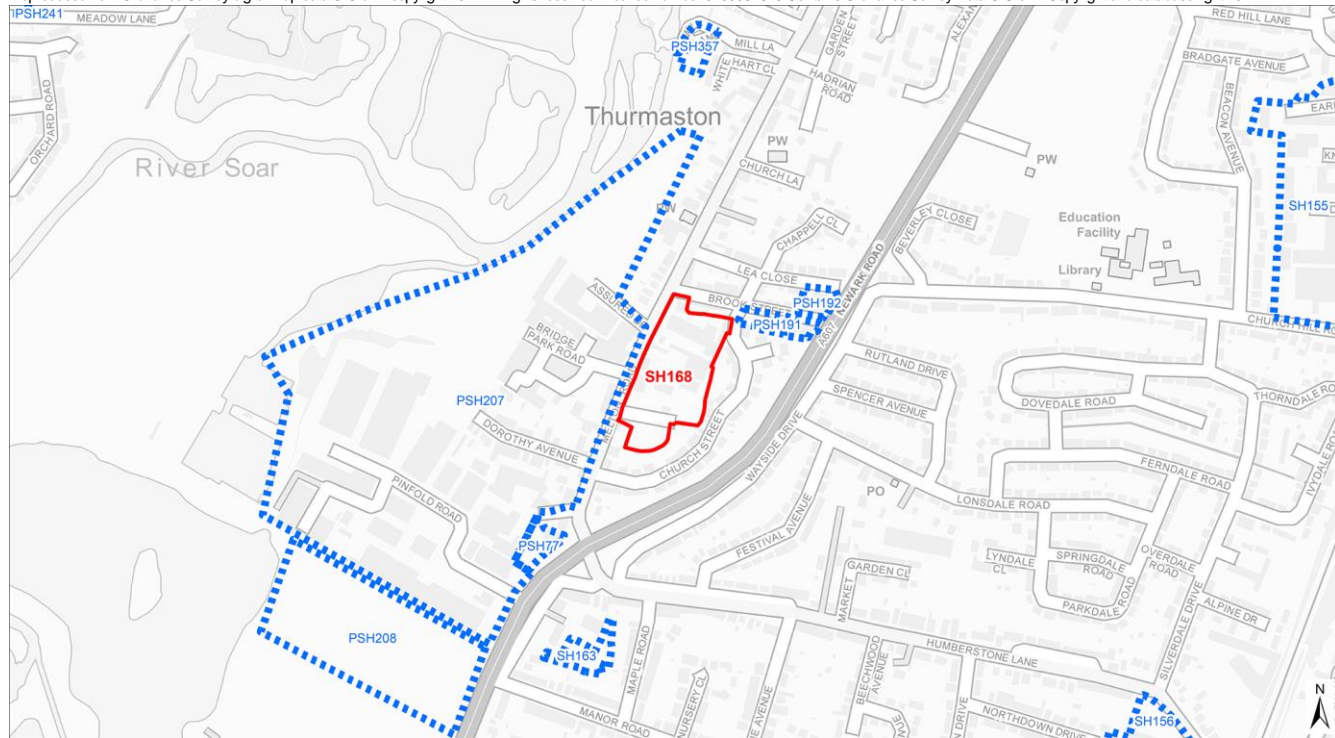 PSH241
MEADOW LANE
ORCHARD ROAD
River Soar
PSH357
MILL LA
HART CL
WHITE
GARDEN
STREET
HADRIAN
ROAD
RED HILL LANE
BRADGATE AVENUE
BEACON AVENUE
Thurmaston
PW
CHURCH LA
PW
PW
CHAPPELL CL
BEVERLEY CLOSE
Education
Facility
Library
SH155
LEA CLOSE
BROOK STREET
PSH192
PSH191
A607
NEWARK ROAD
BRIDGE
PARK ROAD
SH168
PSH207
DOROTHY AVENUE
CHURCH STREET
WAYSIDE DRIVE
RUTLAND DRIVE
SPENCER AVENUE
DOVEDALE ROAD
FERNDALE ROAD
PINFOLD ROAD
PO
LONSDALE ROAD
PSH77
FESTIVAL AVENUE
LYNDALE
CL
SPRINGDALE
ROAD
OVERDALE
ROAD
PARKDALE ROAD
GARDEN CL
MARKET
ALPINE DR
SILVERDALE DRIVE
PSH208
SH163
MAPLE ROAD
HUMBERSTONE LANE
BEECHWOOD
AVENUE
MANOR ROAD
NURSERY CL
NORTHDOWN DRIVE
SH156
N